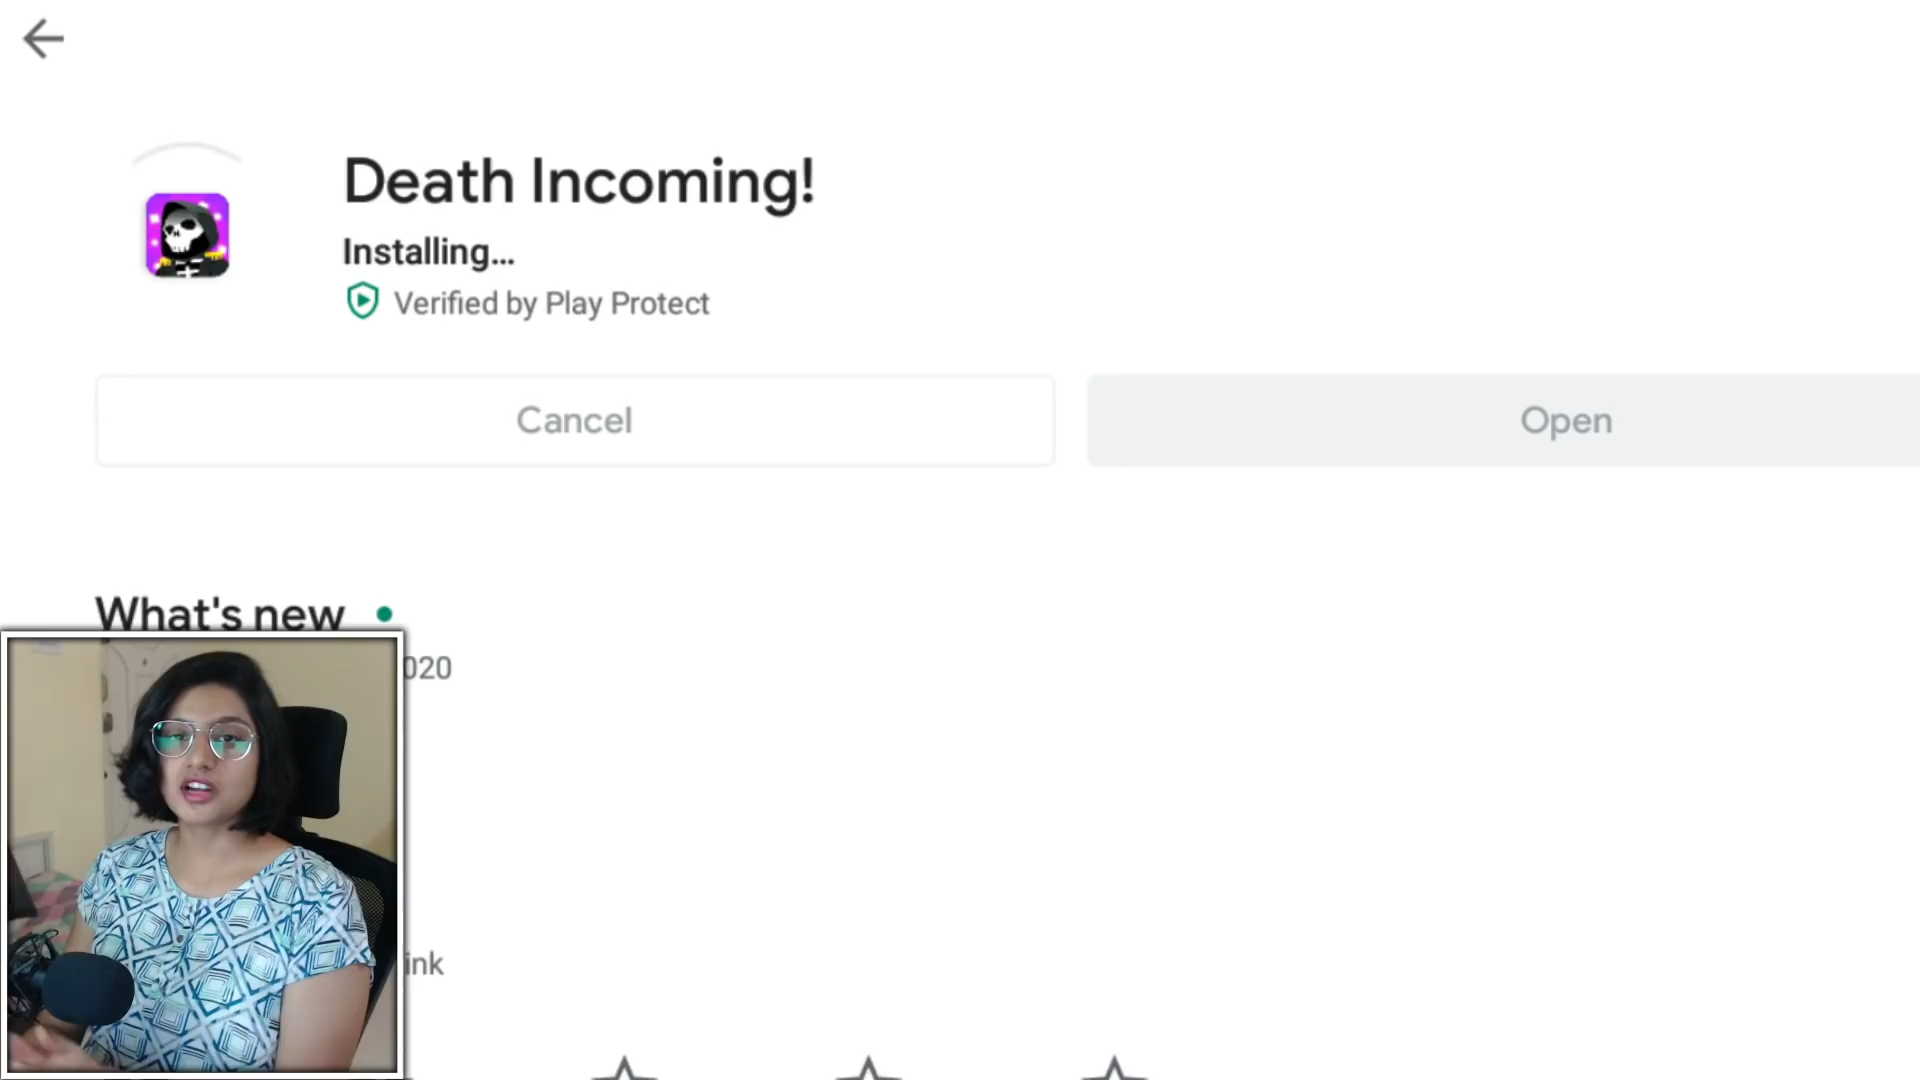 Death Incoming!
Installing...
Verified by Play Protect
Cancel
Open
What's new
020
ink